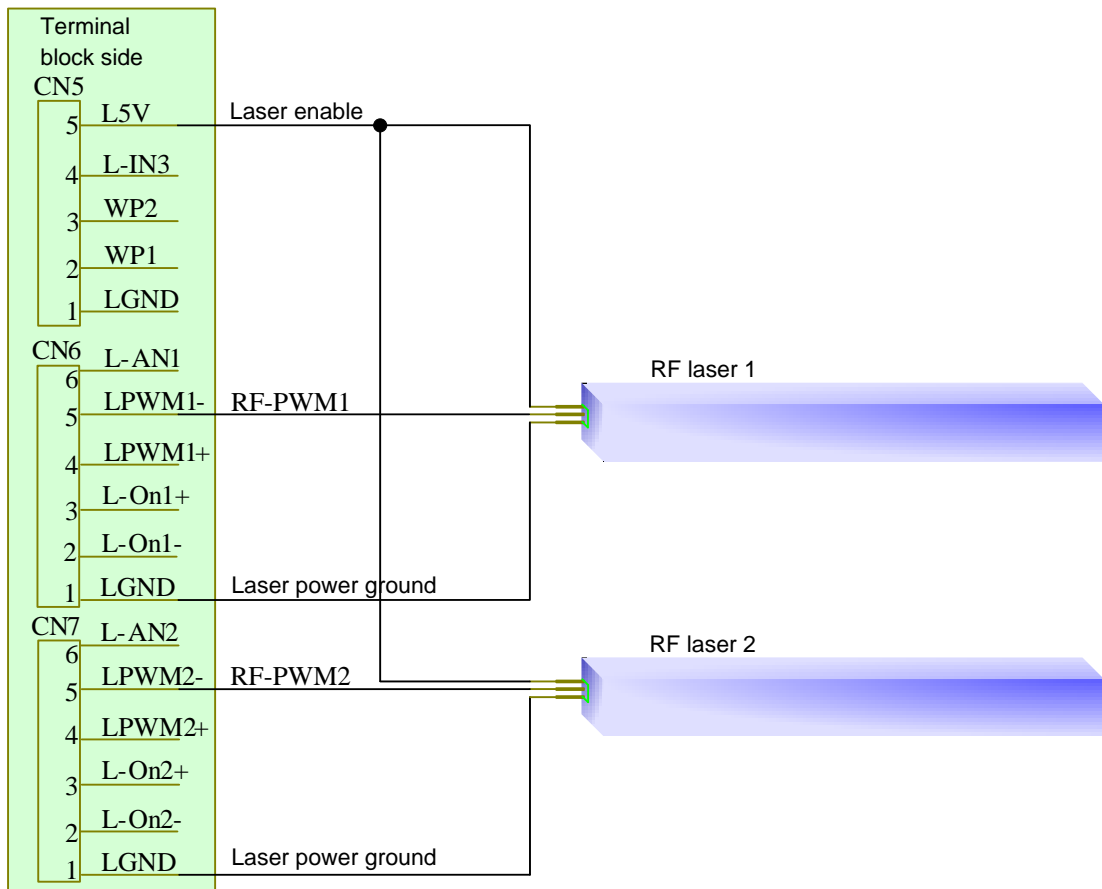 Terminal
block side
CN5
5 L5V Laser enable
4 L-IN3
3 WP2
2 WP1
1 LGND
CN6
6 L-AN1
RF laser 1
5 LPWM1- RF-PWM1
4 LPWM1+
3 L-On1+
2 L-On1-
1 LGND Laser power ground
CN7
6 L-AN2
RF laser 2
5 LPWM2- RF-PWM2
4 LPWM2+
3 L-On2+
2 L-On2-
1 LGND Laser power ground